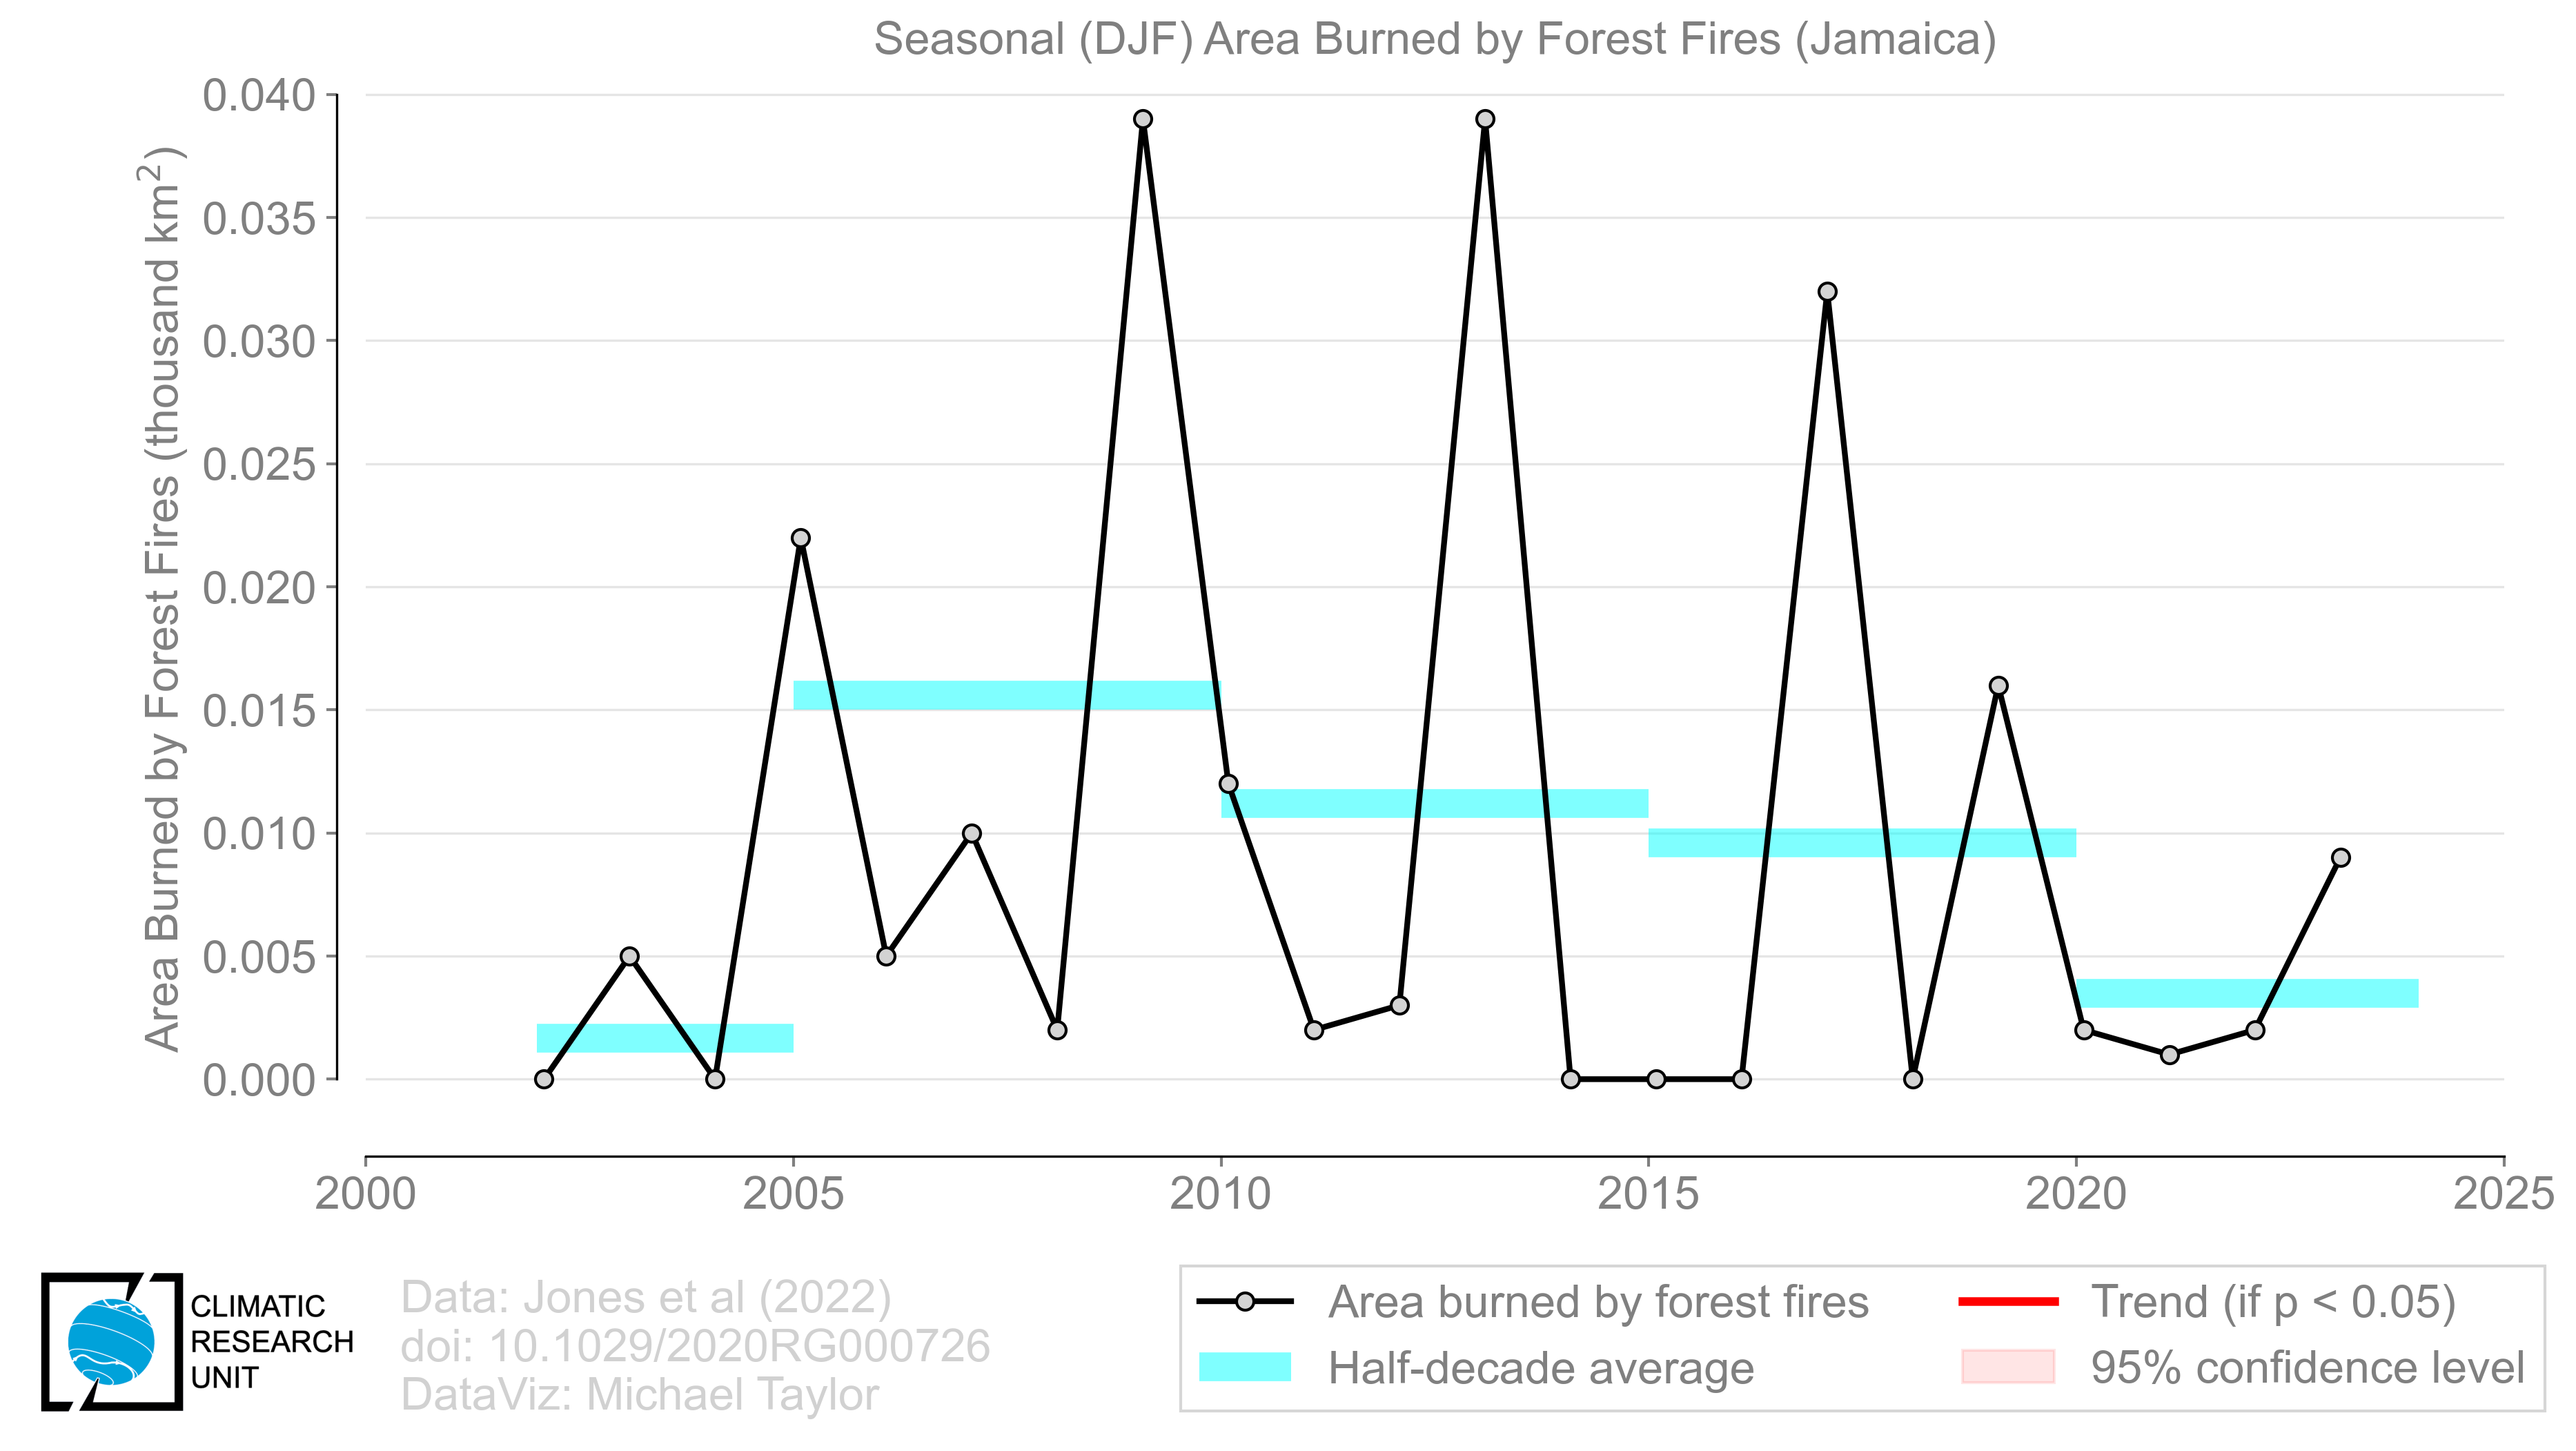 Seasonal (DJF) Area Burned by Forest Fires (Jamaica)
Area Burned by Forest Fires (thousand km²)
0.040
0.035
0.030
0.025
0.020
0.015
0.010
0.005
0.000
2000 2005 2010 2015 2020 2025
CLIMATIC
RESEARCH
UNIT
Data: Jones et al (2022)
doi: 10.1029/2020RG000726
DataViz: Michael Taylor
Area burned by forest fires
Half-decade average
Trend (if p < 0.05)
95% confidence level